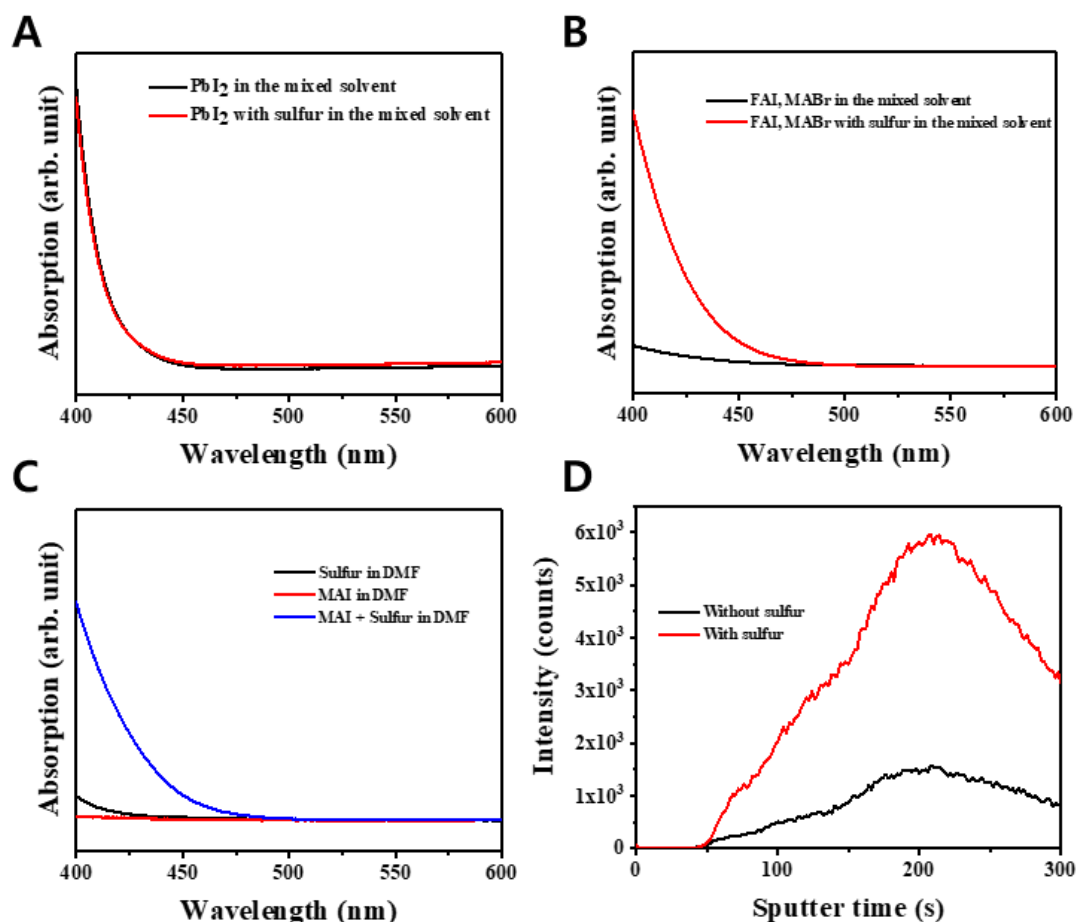 A
PbI2 in the mixed solvent
PbI2 with sulfur in the mixed solvent
Absorption (arb. unit)
400 450 500 550 600
Wavelength (nm)
B
FAI, MABr in the mixed solvent
FAI, MABr with sulfur in the mixed solvent
Absorption (arb. unit)
400 450 500 550 600
Wavelength (nm)
C
Sulfur in DMF
MAI in DMF
MAI + Sulfur in DMF
Absorption (arb. unit)
400 450 500 550 600
Wavelength (nm)
D
6x10³
5x10³
4x10³
3x10³
2x10³
1x10³
0
Without sulfur
With sulfur
Intensity (counts)
0 100 200 300
Sputter time (s)